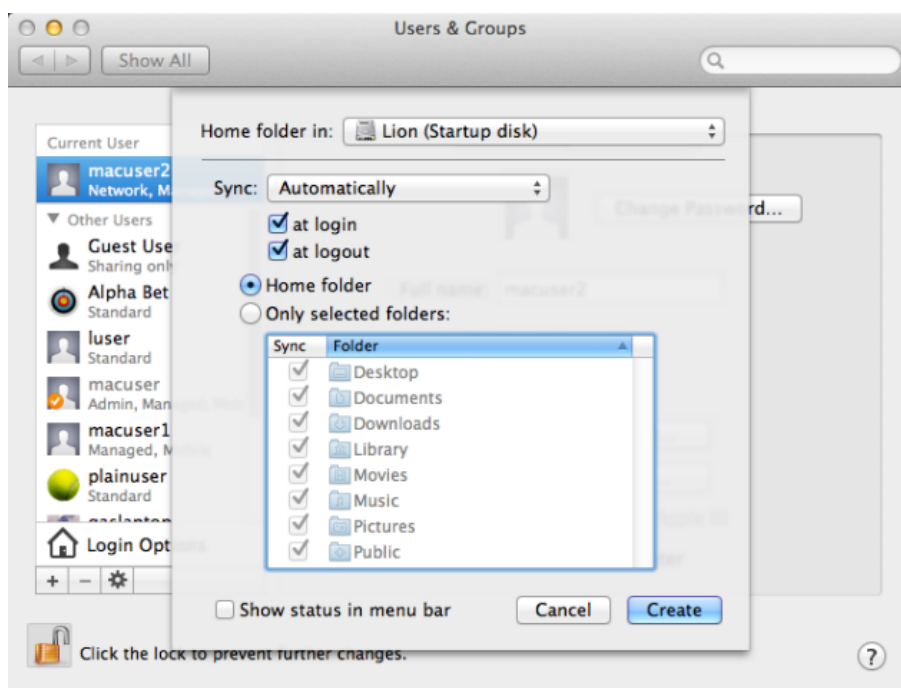 Users & Groups
Show All
Home folder in: Lion (Startup disk)
Current User
macuser2
Network, M
Sync: Automatically
Change Password...
at login
at logout
Other Users
Guest Use
Sharing onl
Home folder
Full name: macuser2
Alpha Bet
Standard
Only selected folders:
luser
Standard
Sync Folder
Desktop
macuser
Admin, Man
Documents
Downloads
macuser1
Managed, M
Library
Movies
plainuser
Standard
Music
Pictures
Public
Login Opt
+ −
Show status in menu bar Cancel Create
Click the lock to prevent further changes.
?